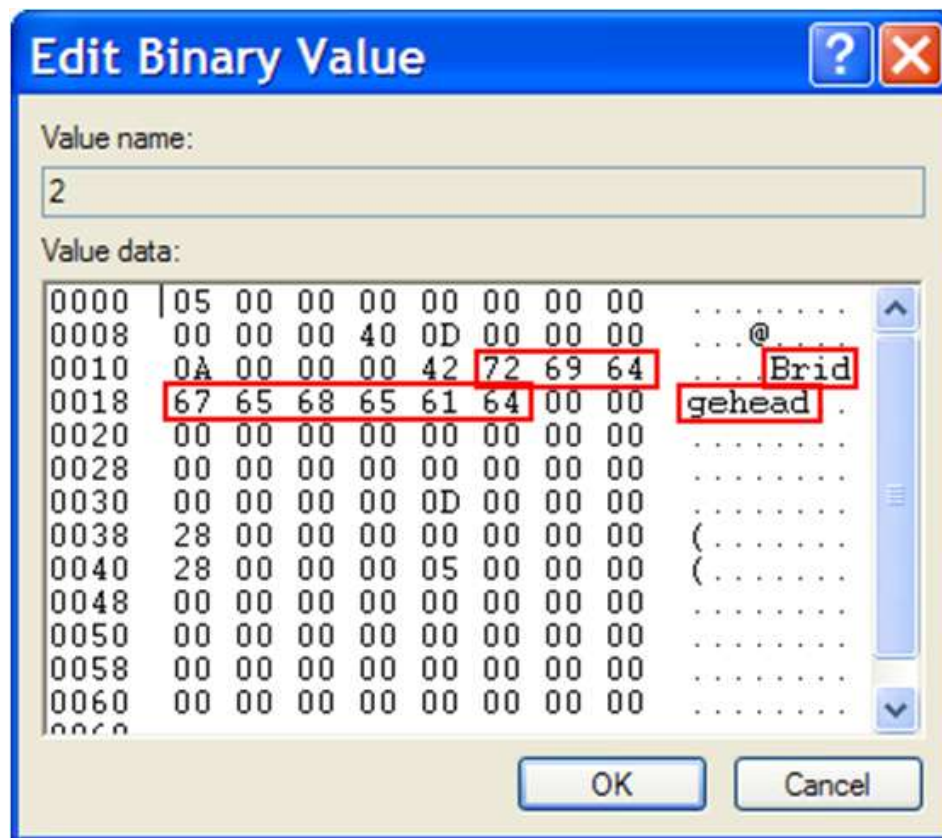 Edit Binary Value
Value name:
2
Value data:
0000 05 00 00 00 00 00 00 00 ........
0008 00 00 00 40 0D 00 00 00 ...@....
0010 0A 00 00 00 42 72 69 64 ....Brid
0018 67 65 68 65 61 64 00 00 gehead .
0020 00 00 00 00 00 00 00 00 ........
0028 00 00 00 00 00 00 00 00 ........
0030 00 00 00 00 0D 00 00 00 ........
0038 28 00 00 00 00 00 00 00 (.......
0040 28 00 00 00 05 00 00 00 (.......
0048 00 00 00 00 00 00 00 00 ........
0050 00 00 00 00 00 00 00 00 ........
0058 00 00 00 00 00 00 00 00 ........
0060 00 00 00 00 00 00 00 00 ........
OK Cancel